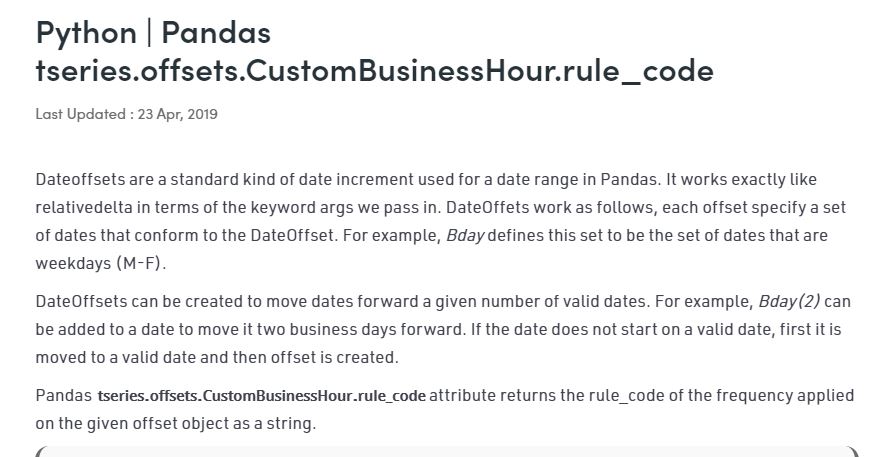 Python | Pandas
tseries.offsets.CustomBusinessHour.rule_code
Last Updated : 23 Apr, 2019
Dateoffsets are a standard kind of date increment used for a date range in Pandas. It works exactly like
relativedelta in terms of the keyword args we pass in. DateOffets work as follows, each offset specify a set
of dates that conform to the DateOffset. For example, Bday defines this set to be the set of dates that are
weekdays (M-F).
DateOffsets can be created to move dates forward a given number of valid dates. For example, Bday(2) can
be added to a date to move it two business days forward. If the date does not start on a valid date, first it is
moved to a valid date and then offset is created.
Pandas tseries.offsets.CustomBusinessHour.rule_code attribute returns the rule_code of the frequency applied
on the given offset object as a string.